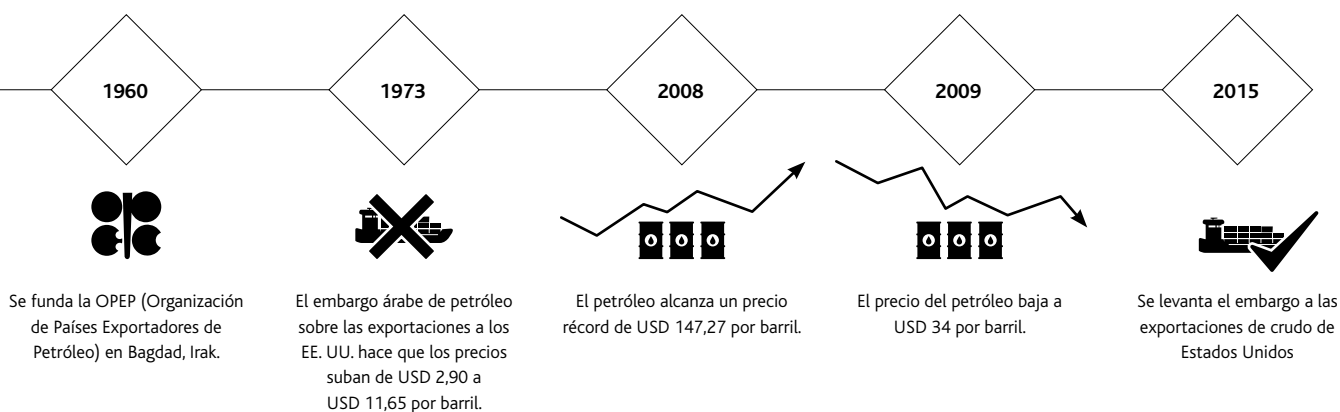 1960
Se funda la OPEP (Organización
de Países Exportadores de
Petróleo) en Bagdad, Irak.
1973
El embargo árabe de petróleo
sobre las exportaciones a los
EE. UU. hace que los precios
suban de USD 2,90 a
USD 11,65 por barril.
2008
El petróleo alcanza un precio
récord de USD 147,27 por barril.
2009
El precio del petróleo baja a
USD 34 por barril.
2015
Se levanta el embargo a las
exportaciones de crudo de
Estados Unidos